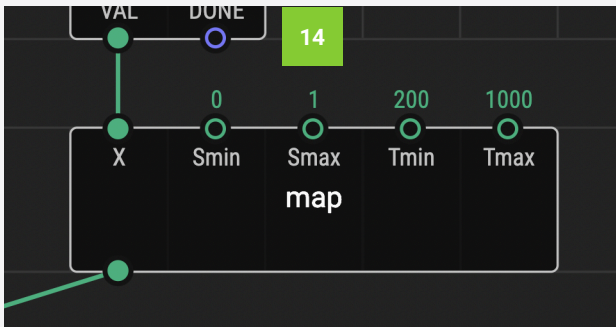 VAL DONE
14
0 1 200 1000
X Smin Smax Tmin Tmax
map